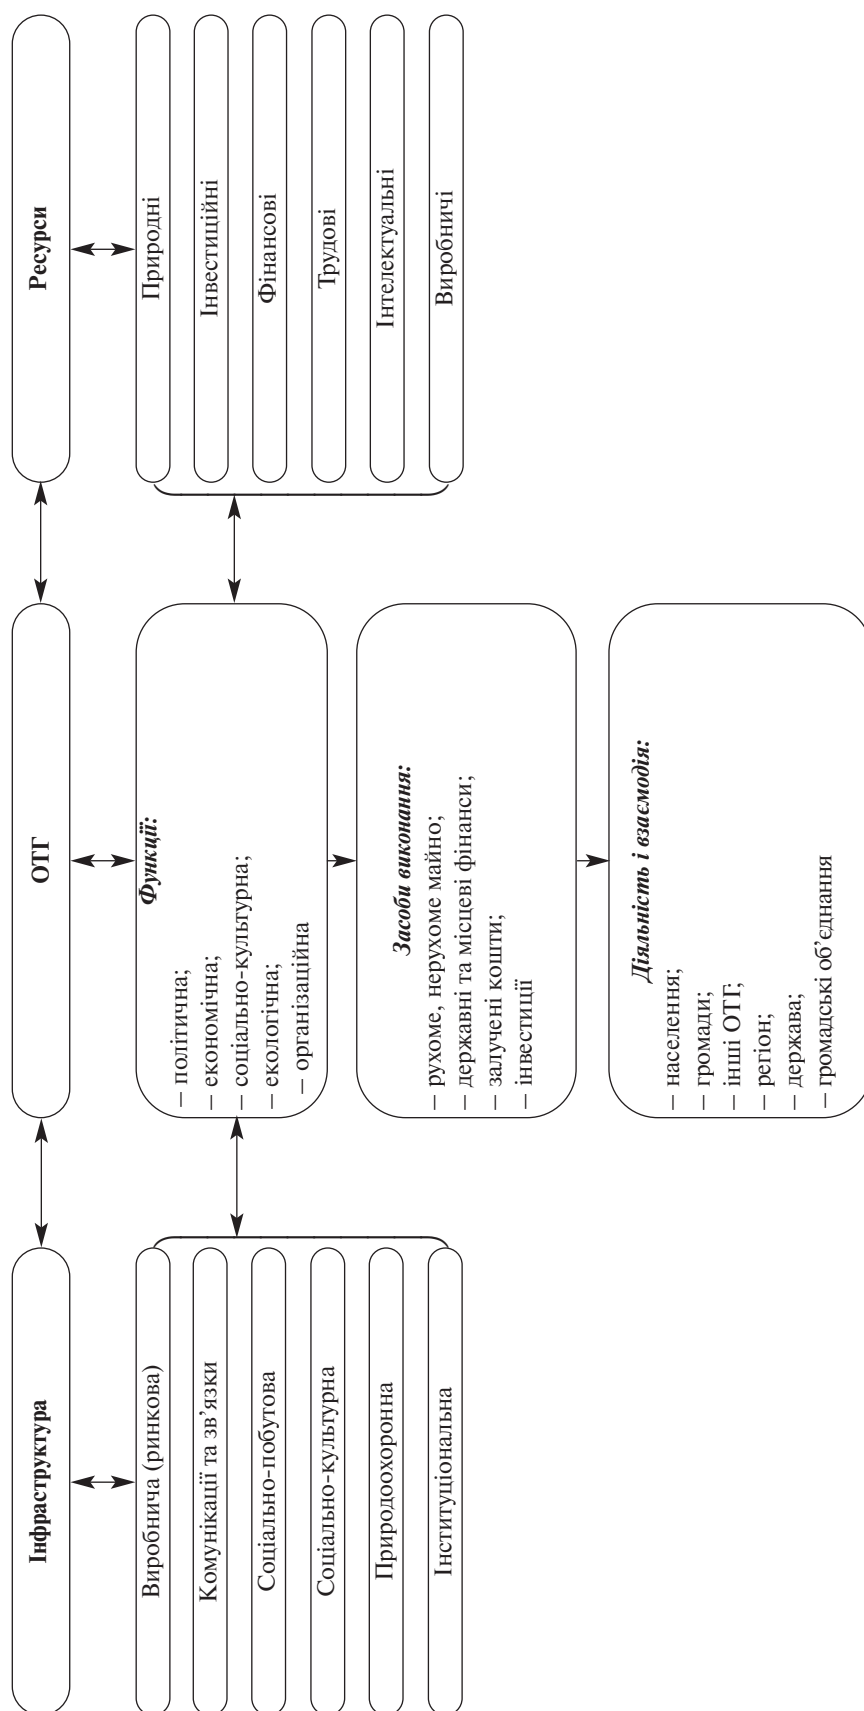 Інфраструктура
ОТГ
Ресурси
Виробнича (ринкова)
Комунікації та зв’язки
Соціально-побутова
Соціально-культурна
Природоохоронна
Інституціональна
Функції:
– політична;
– економічна;
– соціально-культурна;
– екологічна;
– організаційна
Засоби виконання:
– рухоме, нерухоме майно;
– державні та місцеві фінанси;
– залучені кошти;
– інвестиції
Діяльність і взаємодія:
– населення;
– громади;
– інші ОТГ;
– регіон;
– держава;
– громадські об’єднання
Природні
Інвестиційні
Фінансові
Трудові
Інтелектуальні
Виробничі